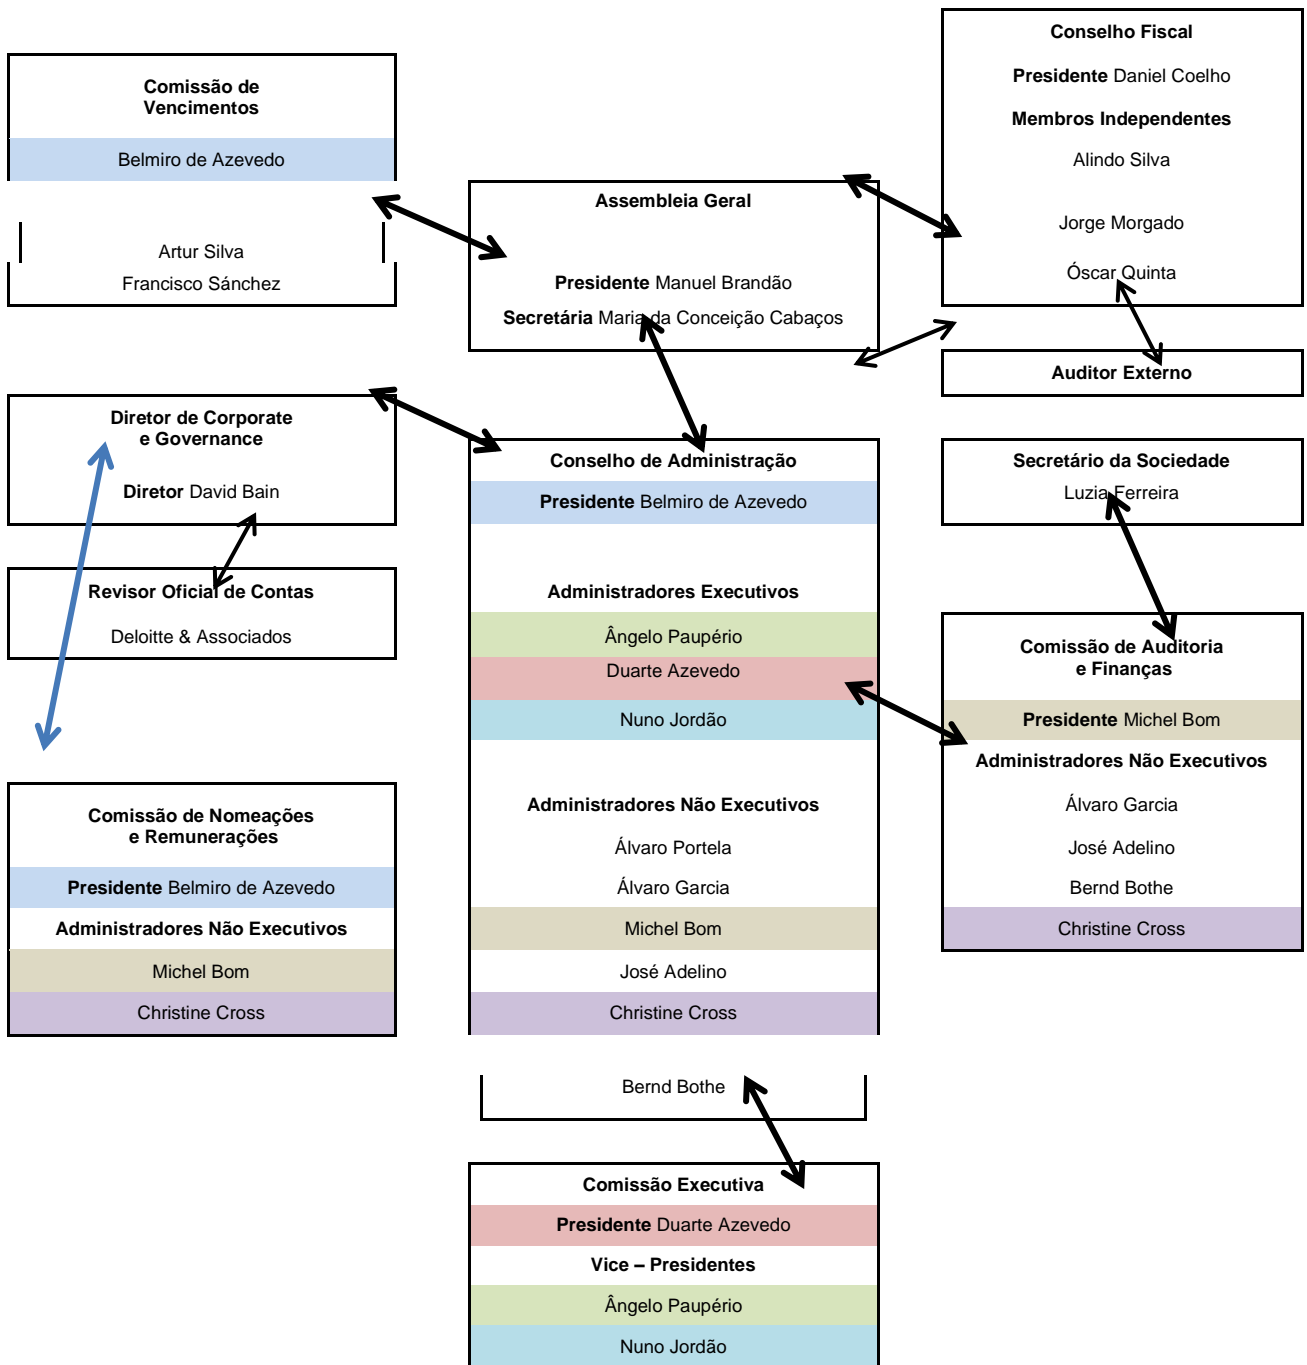 Comissão de
Vencimentos
Belmiro de Azevedo
Artur Silva
Francisco Sánchez
Assembleia Geral
Presidente Manuel Brandão
Secretária Maria da Conceição Cabaços
Conselho Fiscal
Presidente Daniel Coelho
Membros Independentes
Alindo Silva
Jorge Morgado
Óscar Quinta
Auditor Externo
Diretor de Corporate
e Governance
Diretor David Bain
Revisor Oficial de Contas
Deloitte & Associados
Comissão de Nomeações
e Remunerações
Presidente Belmiro de Azevedo
Administradores Não Executivos
Michel Bom
Christine Cross
Conselho de Administração
Presidente Belmiro de Azevedo
Administradores Executivos
Ângelo Paupério
Duarte Azevedo
Nuno Jordão
Administradores Não Executivos
Álvaro Portela
Álvaro Garcia
Michel Bom
José Adelino
Christine Cross
Bernd Bothe
Secretário da Sociedade
Luzia Ferreira
Comissão de Auditoria
e Finanças
Presidente Michel Bom
Administradores Não Executivos
Álvaro Garcia
José Adelino
Bernd Bothe
Christine Cross
Comissão Executiva
Presidente Duarte Azevedo
Vice – Presidentes
Ângelo Paupério
Nuno Jordão